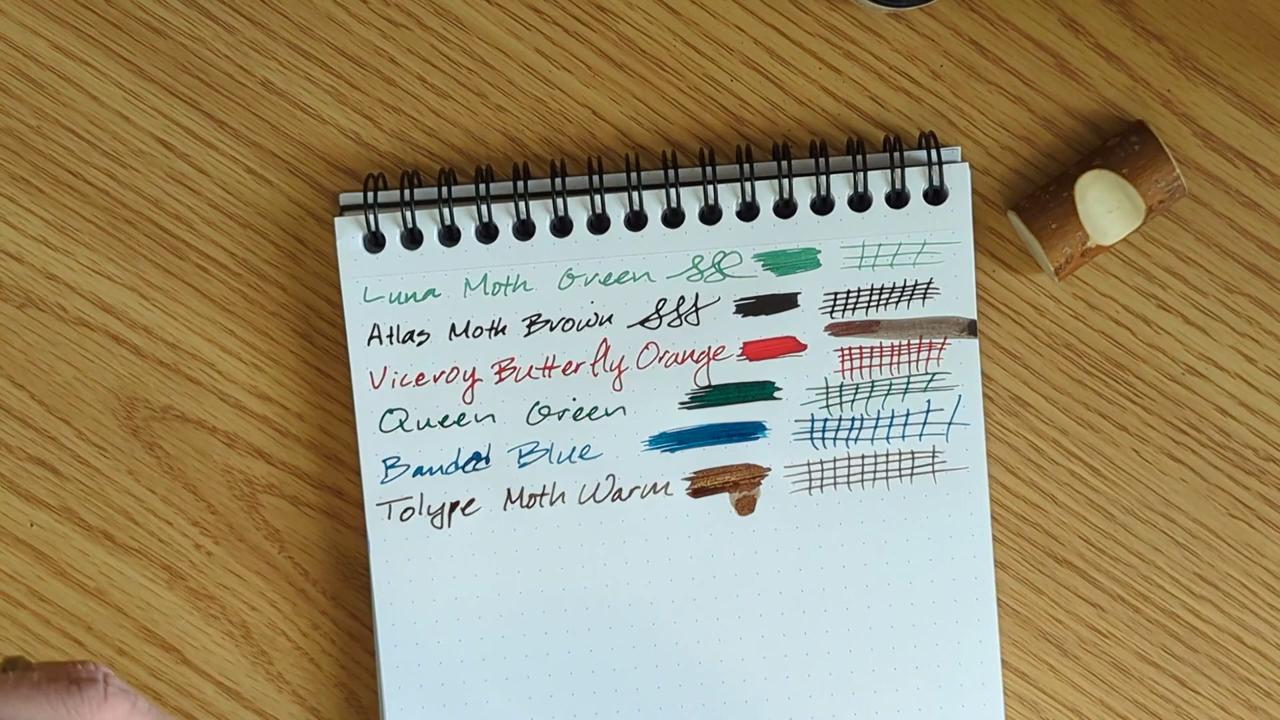 Luna Moth Green
Atlas Moth Brown
Viceroy Butterfly Orange
Queen Green
Banded Blue
Tolype Moth Warm